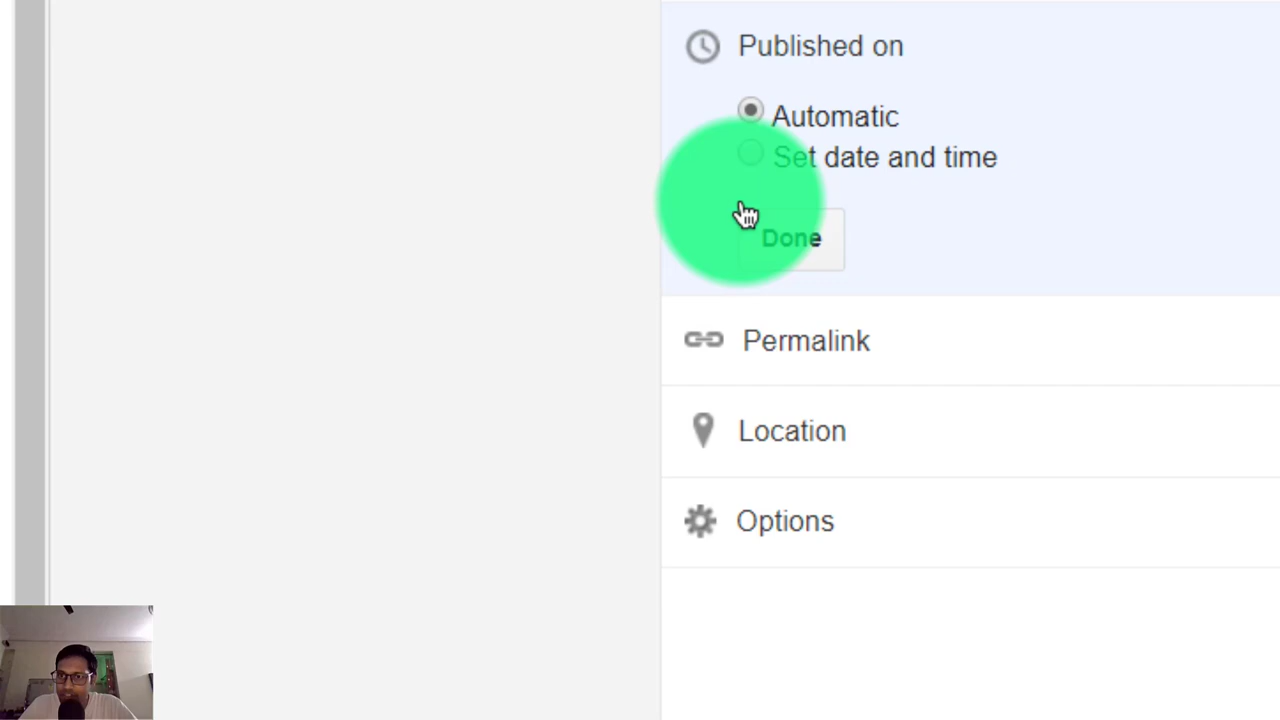 Published on
Automatic
Set date and time
Done
Permalink
Location
Options